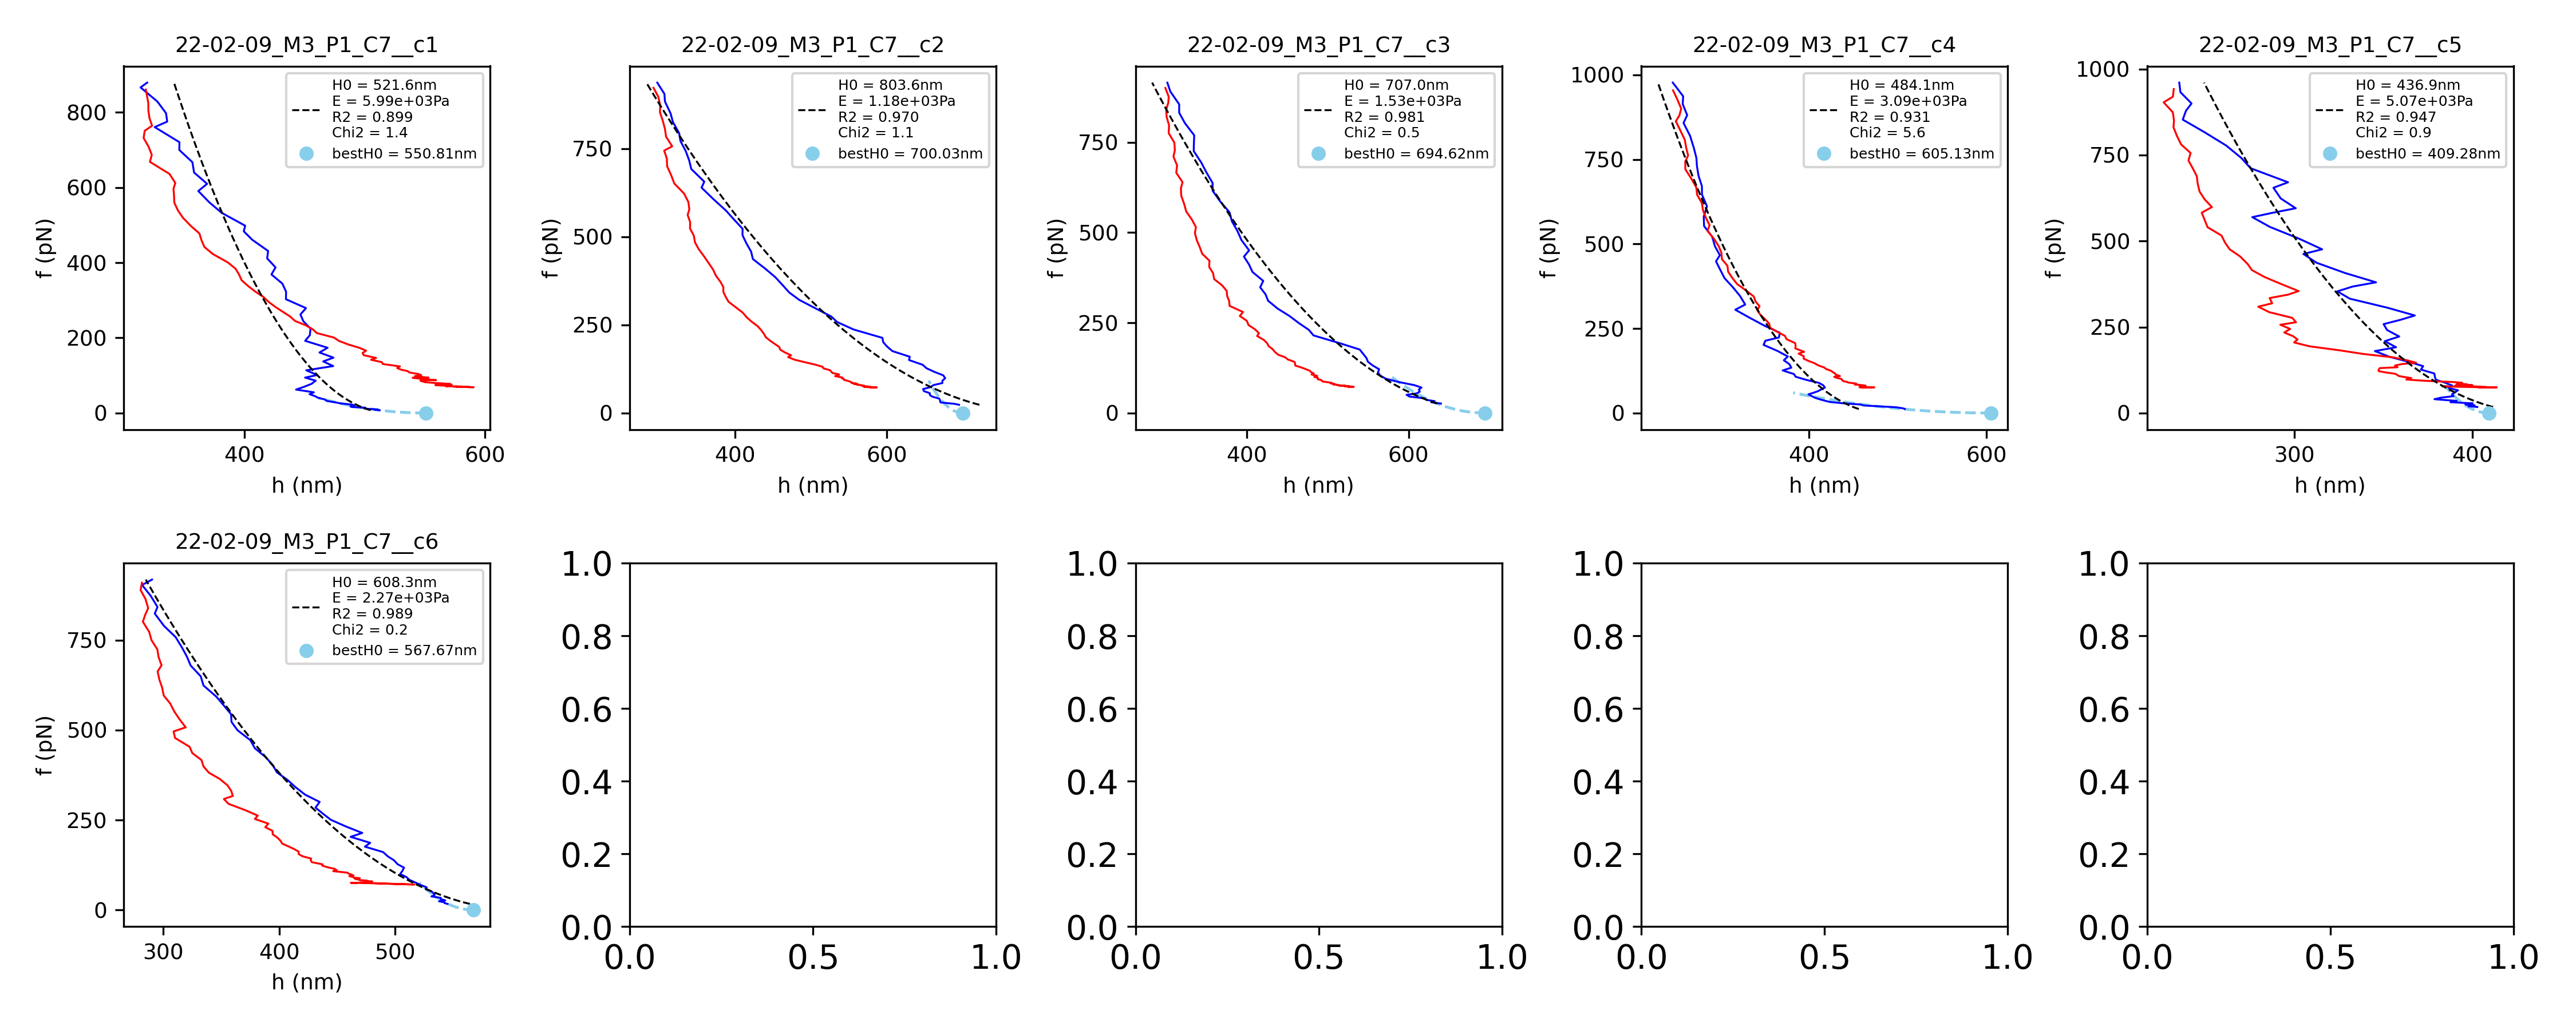 22-02-09_M3_P1_C7__c1
22-02-09_M3_P1_C7__c2
22-02-09_M3_P1_C7__c3
22-02-09_M3_P1_C7__c4
22-02-09_M3_P1_C7__c5
H0 = 521.6nm
E = 5.99e+03Pa
R2 = 0.899
Chi2 = 1.4
bestH0 = 550.81nm
800
600
400
200
0
f (pN)
400 600
h (nm)
H0 = 803.6nm
E = 1.18e+03Pa
R2 = 0.970
Chi2 = 1.1
bestH0 = 700.03nm
750
500
250
0
f (pN)
400 600
h (nm)
H0 = 707.0nm
E = 1.53e+03Pa
R2 = 0.981
Chi2 = 0.5
bestH0 = 694.62nm
750
500
250
0
f (pN)
400 600
h (nm)
H0 = 484.1nm
E = 3.09e+03Pa
R2 = 0.931
Chi2 = 5.6
bestH0 = 605.13nm
1000
750
500
250
0
f (pN)
400 600
h (nm)
H0 = 436.9nm
E = 5.07e+03Pa
R2 = 0.947
Chi2 = 0.9
bestH0 = 409.28nm
1000
750
500
250
0
f (pN)
300 400
h (nm)
22-02-09_M3_P1_C7__c6
H0 = 608.3nm
E = 2.27e+03Pa
R2 = 0.989
Chi2 = 0.2
bestH0 = 567.67nm
750
500
250
0
f (pN)
300 400 500
h (nm)
1.0
0.8
0.6
0.4
0.2
0.0
0.0 0.5 1.0
1.0
0.8
0.6
0.4
0.2
0.0
0.0 0.5 1.0
1.0
0.8
0.6
0.4
0.2
0.0
0.0 0.5 1.0
1.0
0.8
0.6
0.4
0.2
0.0
0.0 0.5 1.0